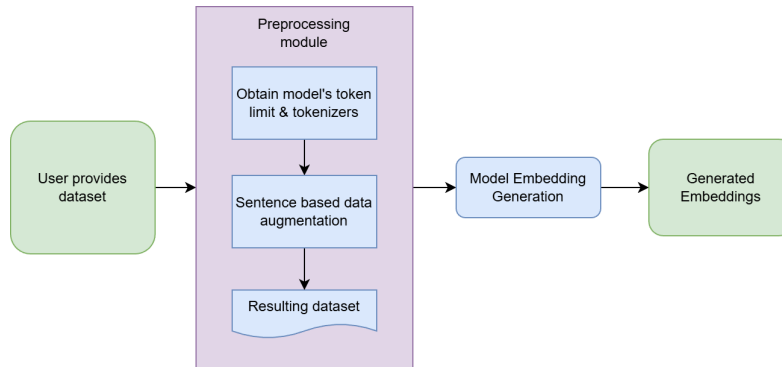 User provides
dataset
Preprocessing
module
Obtain model's token
limit & tokenizers
Sentence based data
augmentation
Resulting dataset
Model Embedding
Generation
Generated
Embeddings